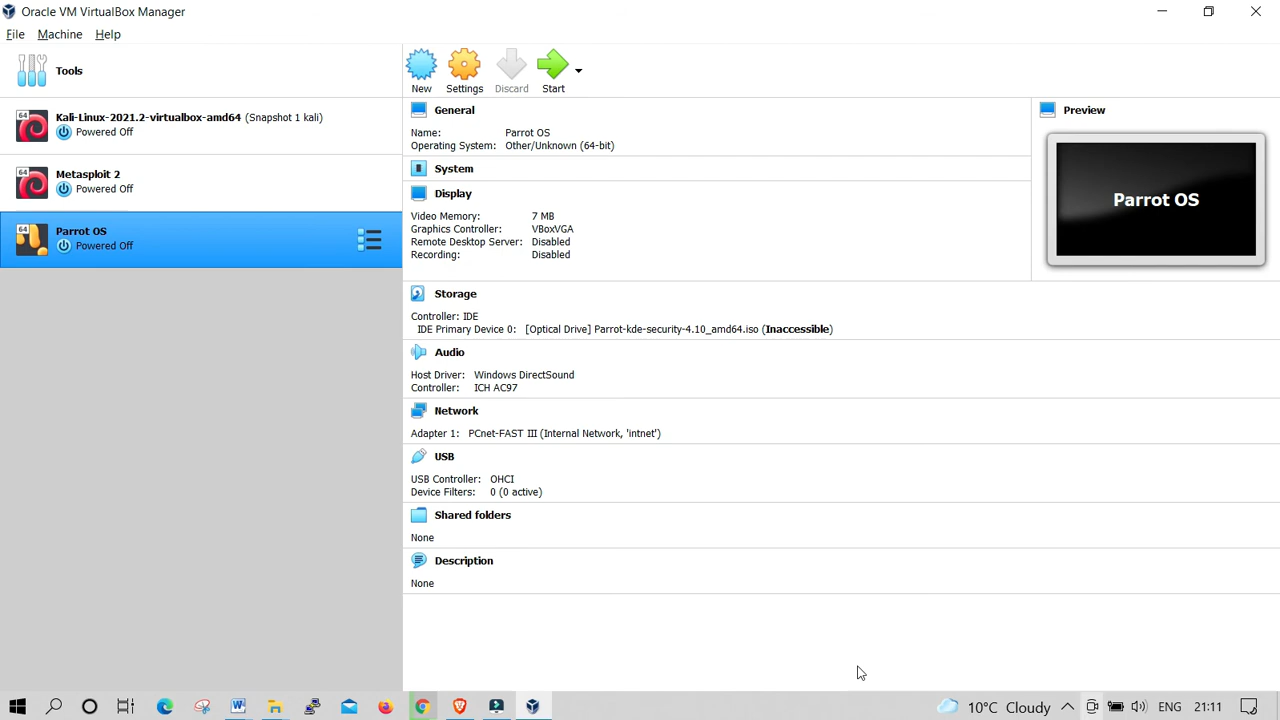 Oracle VM VirtualBox Manager
File Machine Help
Tools
New Settings Discard Start
64 Kali-Linux-2021.2-virtualbox-amd64 (Snapshot 1 kali)
Powered Off
64 Metasploit 2
Powered Off
64 Parrot OS
Powered Off
General
Name: Parrot OS
Operating System: Other/Unknown (64-bit)
System
Display
Video Memory: 7 MB
Graphics Controller: VBoxVGA
Remote Desktop Server: Disabled
Recording: Disabled
Preview
Parrot OS
Storage
Controller: IDE
IDE Primary Device 0: [Optical Drive] Parrot-kde-security-4.10_amd64.iso (Inaccessible)
Audio
Host Driver: Windows DirectSound
Controller: ICH AC97
Network
Adapter 1: PCnet-FAST III (Internal Network, 'intnet')
USB
USB Controller: OHCI
Device Filters: 0 (0 active)
Shared folders
None
Description
None
10°C Cloudy ENG 21:11